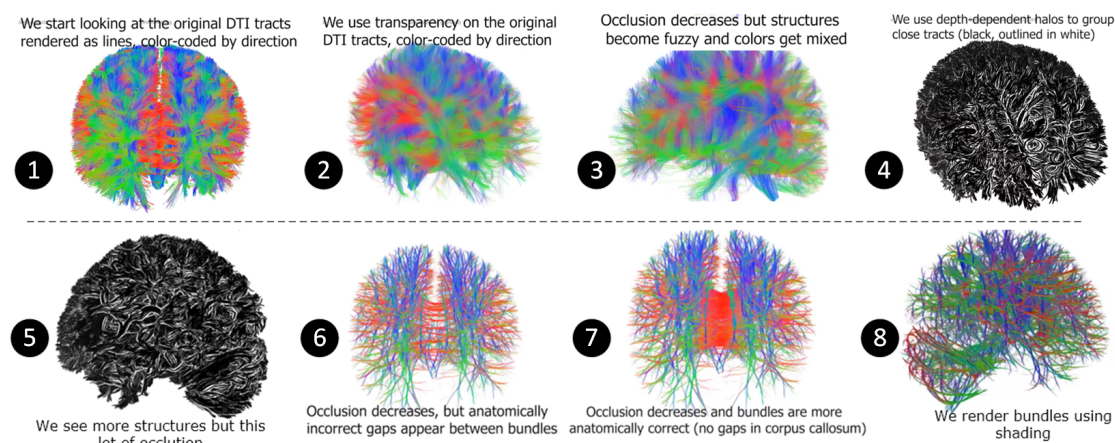 We start looking at the original DTI tracts
rendered as lines, color-coded by direction
We use transparency on the original
DTI tracts, color-coded by direction
Occlusion decreases but structures
become fuzzy and colors get mixed
We use depth-dependent halos to group
close tracts (black, outlined in white)
1
2
3
4
5
6
7
8
We see more structures but this
lot of occlution
Occlusion decreases, but anatomically
incorrect gaps appear between bundles
Occlusion decreases and bundles are more
anatomically correct (no gaps in corpus callosum)
We render bundles using
shading